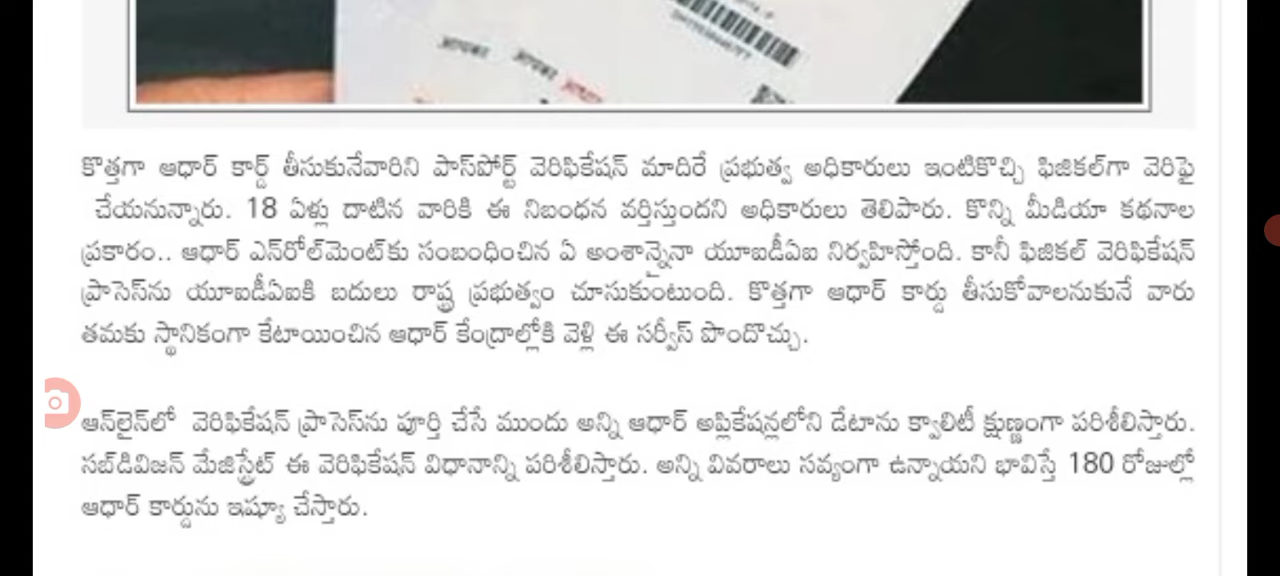 కొత్తగా ఆధార్ కార్డ్ తీసుకునేవారిని పాస్‌పోర్ట్ వెరిఫికేషన్ మాదిరే ప్రభుత్వ అధికారులు ఇంటికొచ్చి ఫిజికల్‌గా వెరిఫై
చేయనున్నారు. 18 ఏళ్లు దాటిన వారికి ఈ నిబంధన వర్తిస్తుందని అధికారులు తెలిపారు. కొన్ని మీడియా కథనాల
ప్రకారం.. ఆధార్ ఎన్‌రోల్‌మెంట్‌కు సంబంధించిన ఏ అంశాన్నైనా యూఐడీఏఐ నిర్వహిస్తోంది. కానీ ఫిజికల్ వెరిఫికేషన్
ప్రాసెస్‌ను యూఐడీఏఐకి బదులు రాష్ట్ర ప్రభుత్వం చూసుకుంటుంది. కొత్తగా ఆధార్ కార్డు తీసుకోవాలనుకునే వారు
తమకు స్థానికంగా కేటాయించిన ఆధార్ కేంద్రాల్లోకి వెళ్లి ఈ సర్వీస్ పొందొచ్చు.
ఆన్‌లైన్‌లో వెరిఫికేషన్ ప్రాసెస్‌ను పూర్తి చేసే ముందు అన్ని ఆధార్ అప్లికేషన్లలోని డేటాను క్వాలిటీ క్షుణ్ణంగా పరిశీలిస్తారు.
సబ్‌డివిజన్ మేజిస్ట్రేట్ ఈ వెరిఫికేషన్ విధానాన్ని పరిశీలిస్తారు. అన్ని వివరాలు సవ్యంగా ఉన్నాయని భావిస్తే 180 రోజుల్లో
ఆధార్ కార్డును ఇష్యూ చేస్తారు.